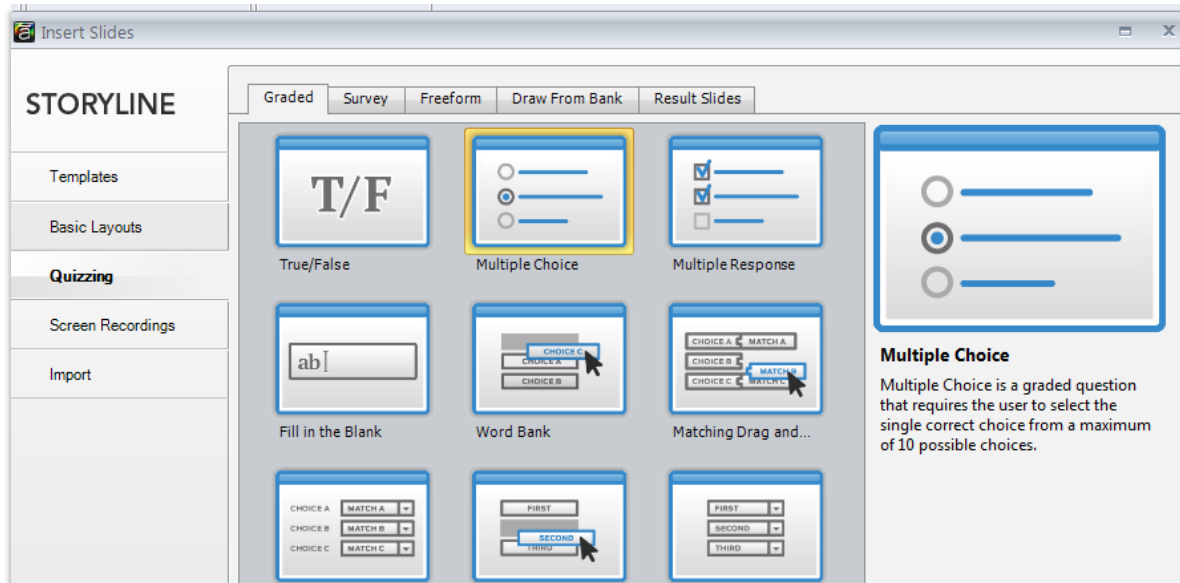 Insert Slides
STORYLINE
Templates
Basic Layouts
Quizzing
Screen Recordings
Import
Graded
Survey
Freeform
Draw From Bank
Result Slides
T/F
True/False
Multiple Choice
Multiple Response
ab
Fill in the Blank
CHOICE C
CHOICE A
CHOICE B
Word Bank
CHOICE A MATCH A
CHOICE B
MATCH B
CHOICE C MATCH C
Matching Drag and...
CHOICE A MATCH A
CHOICE B MATCH B
CHOICE C MATCH C
FIRST
SECOND
THIRD
FIRST
SECOND
THIRD
Multiple Choice
Multiple Choice is a graded question
that requires the user to select the
single correct choice from a maximum
of 10 possible choices.